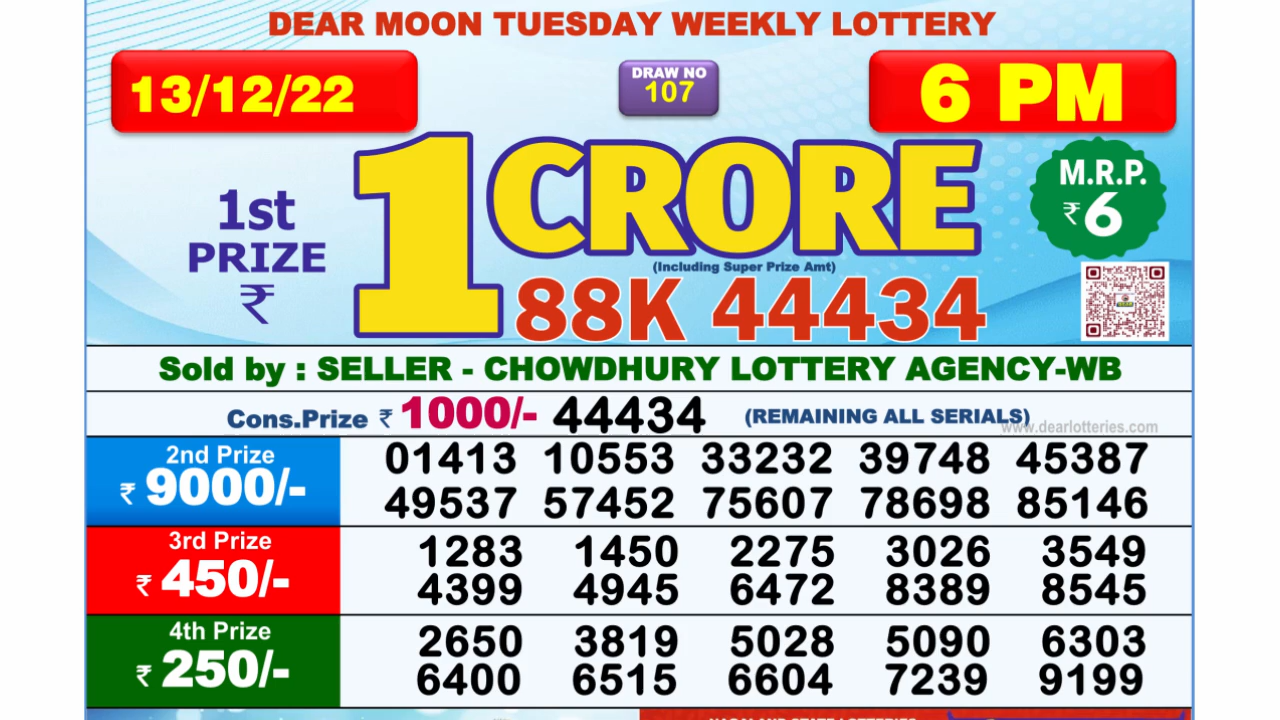 DEAR MOON TUESDAY WEEKLY LOTTERY
13/12/22
DRAW NO
107
6 PM
1st
PRIZE
₹
1 CRORE
(Including Super Prize Amt)
88K 44434
M.R.P.
₹6
Sold by : SELLER - CHOWDHURY LOTTERY AGENCY-WB
Cons.Prize ₹ 1000/- 44434 (REMAINING ALL SERIALS)
www.dearlotteries.com
2nd Prize
₹ 9000/-
01413 10553 33232 39748 45387
49537 57452 75607 78698 85146
3rd Prize
₹ 450/-
1283 1450 2275 3026 3549
4399 4945 6472 8389 8545
4th Prize
₹ 250/-
2650 3819 5028 5090 6303
6400 6515 6604 7239 9199